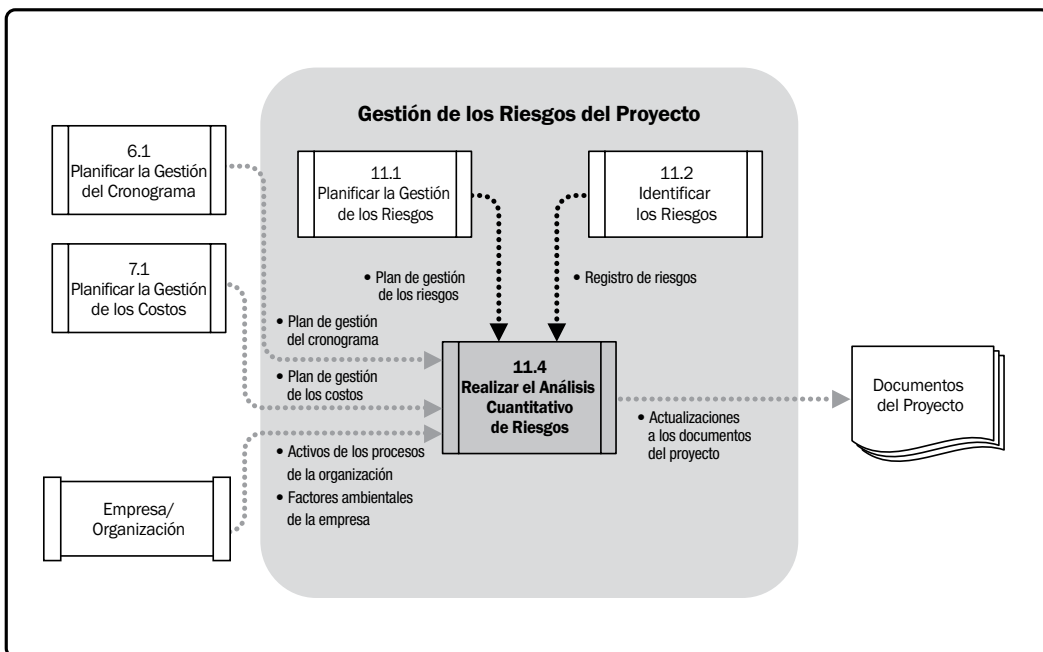 Gestión de los Riesgos del Proyecto
6.1
Planificar la Gestión
del Cronograma
11.1
Planificar la Gestión
de los Riesgos
11.2
Identificar
los Riesgos
7.1
Planificar la Gestión
de los Costos
• Plan de gestión
de los riesgos
• Registro de riesgos
• Plan de gestión
del cronograma
• Plan de gestión
de los costos
11.4
Realizar el Análisis
Cuantitativo
de Riesgos
Documentos
del Proyecto
• Actualizaciones
a los documentos
del proyecto
• Activos de los procesos
de la organización
• Factores ambientales
de la empresa
Empresa/
Organización